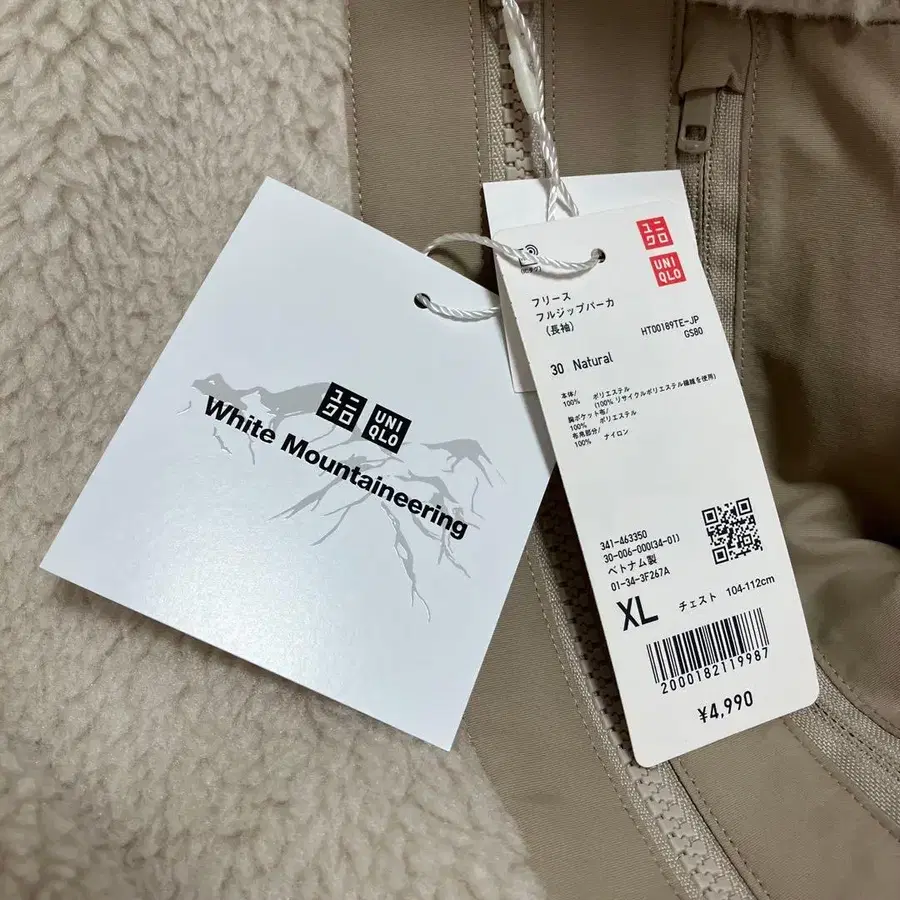 ユニ
クロ
UNI
QLO
White Mountaineering
ユニ
クロ
UNI
QLO
フリース
フルジップパーカ
(長袖)
HT00189TE-JP
GS80
30 Natural
本体/ ポリエステル
100% (100% リサイクルポリエステル繊維を使用)
胸ポケット布/
100% ポリエステル
布帛部分/
100% ナイロン
341-463350
30-006-000(34-01)
ベトナム製
01-34-3F267A
XL チェスト 104-112cm
2000182119987
¥4,990